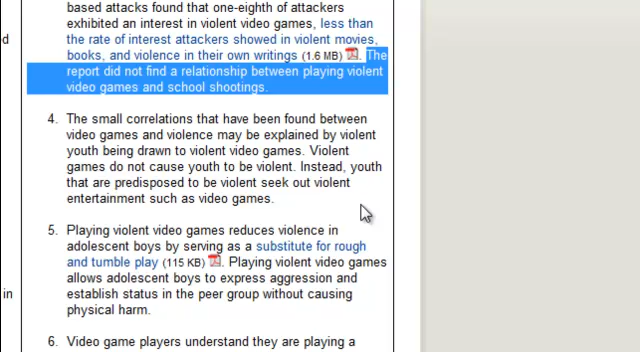 based attacks found that one-eighth of attackers
exhibited an interest in violent video games, less than
the rate of interest attackers showed in violent movies,
books, and violence in their own writings (1.6 MB) . The
report did not find a relationship between playing violent
video games and school shootings.
4. The small correlations that have been found between
video games and violence may be explained by violent
youth being drawn to violent video games. Violent
games do not cause youth to be violent. Instead, youth
that are predisposed to be violent seek out violent
entertainment such as video games.
5. Playing violent video games reduces violence in
adolescent boys by serving as a substitute for rough
and tumble play (115 KB) . Playing violent video games
allows adolescent boys to express aggression and
establish status in the peer group without causing
physical harm.
6. Video game players understand they are playing a
d
in